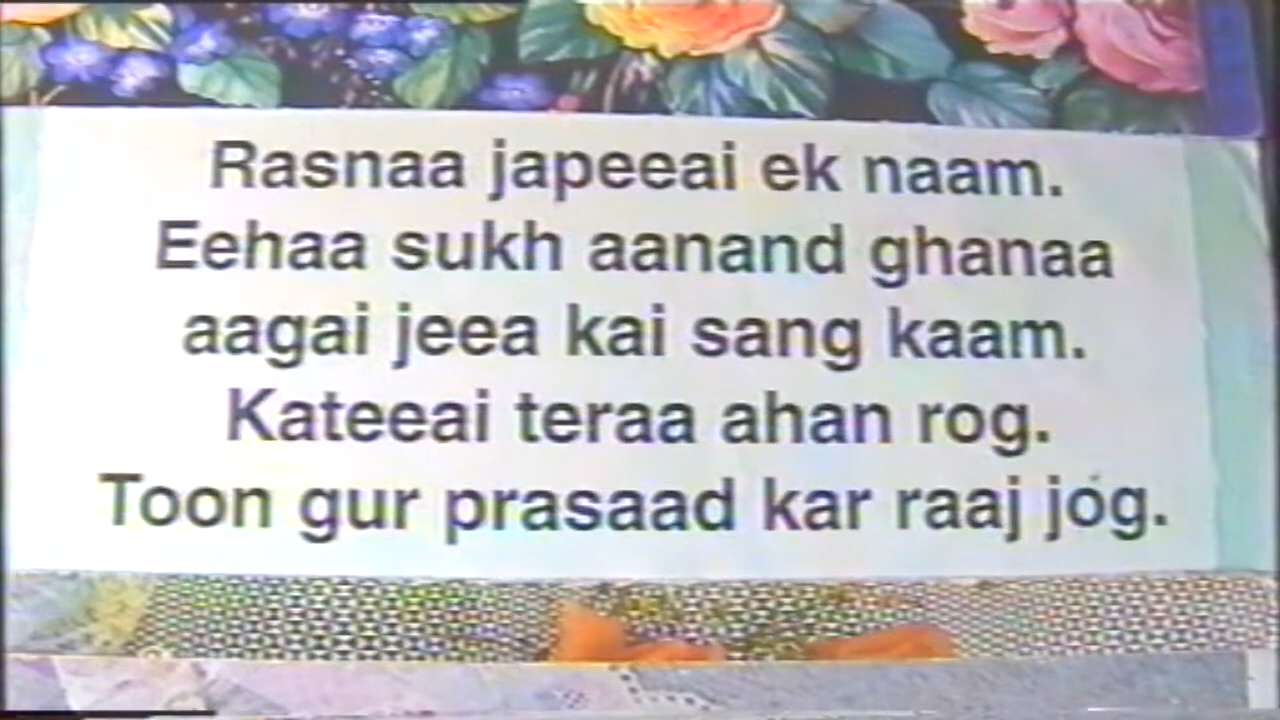 Rasnaa japeeai ek naam.
Eehaa sukh aanand ghanaa
aagai jeea kai sang kaam.
Kateeai teraa ahan rog.
Toon gur prasaad kar raaj jog.